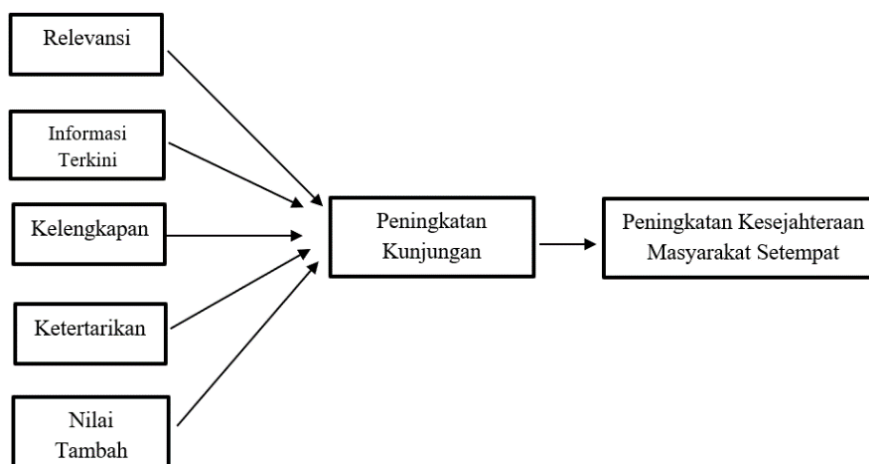 Relevansi
Informasi
Terkini
Kelengkapan
Ketertarikan
Nilai
Tambah
Peningkatan
Kunjungan
Peningkatan Kesejahteraan
Masyarakat Setempat